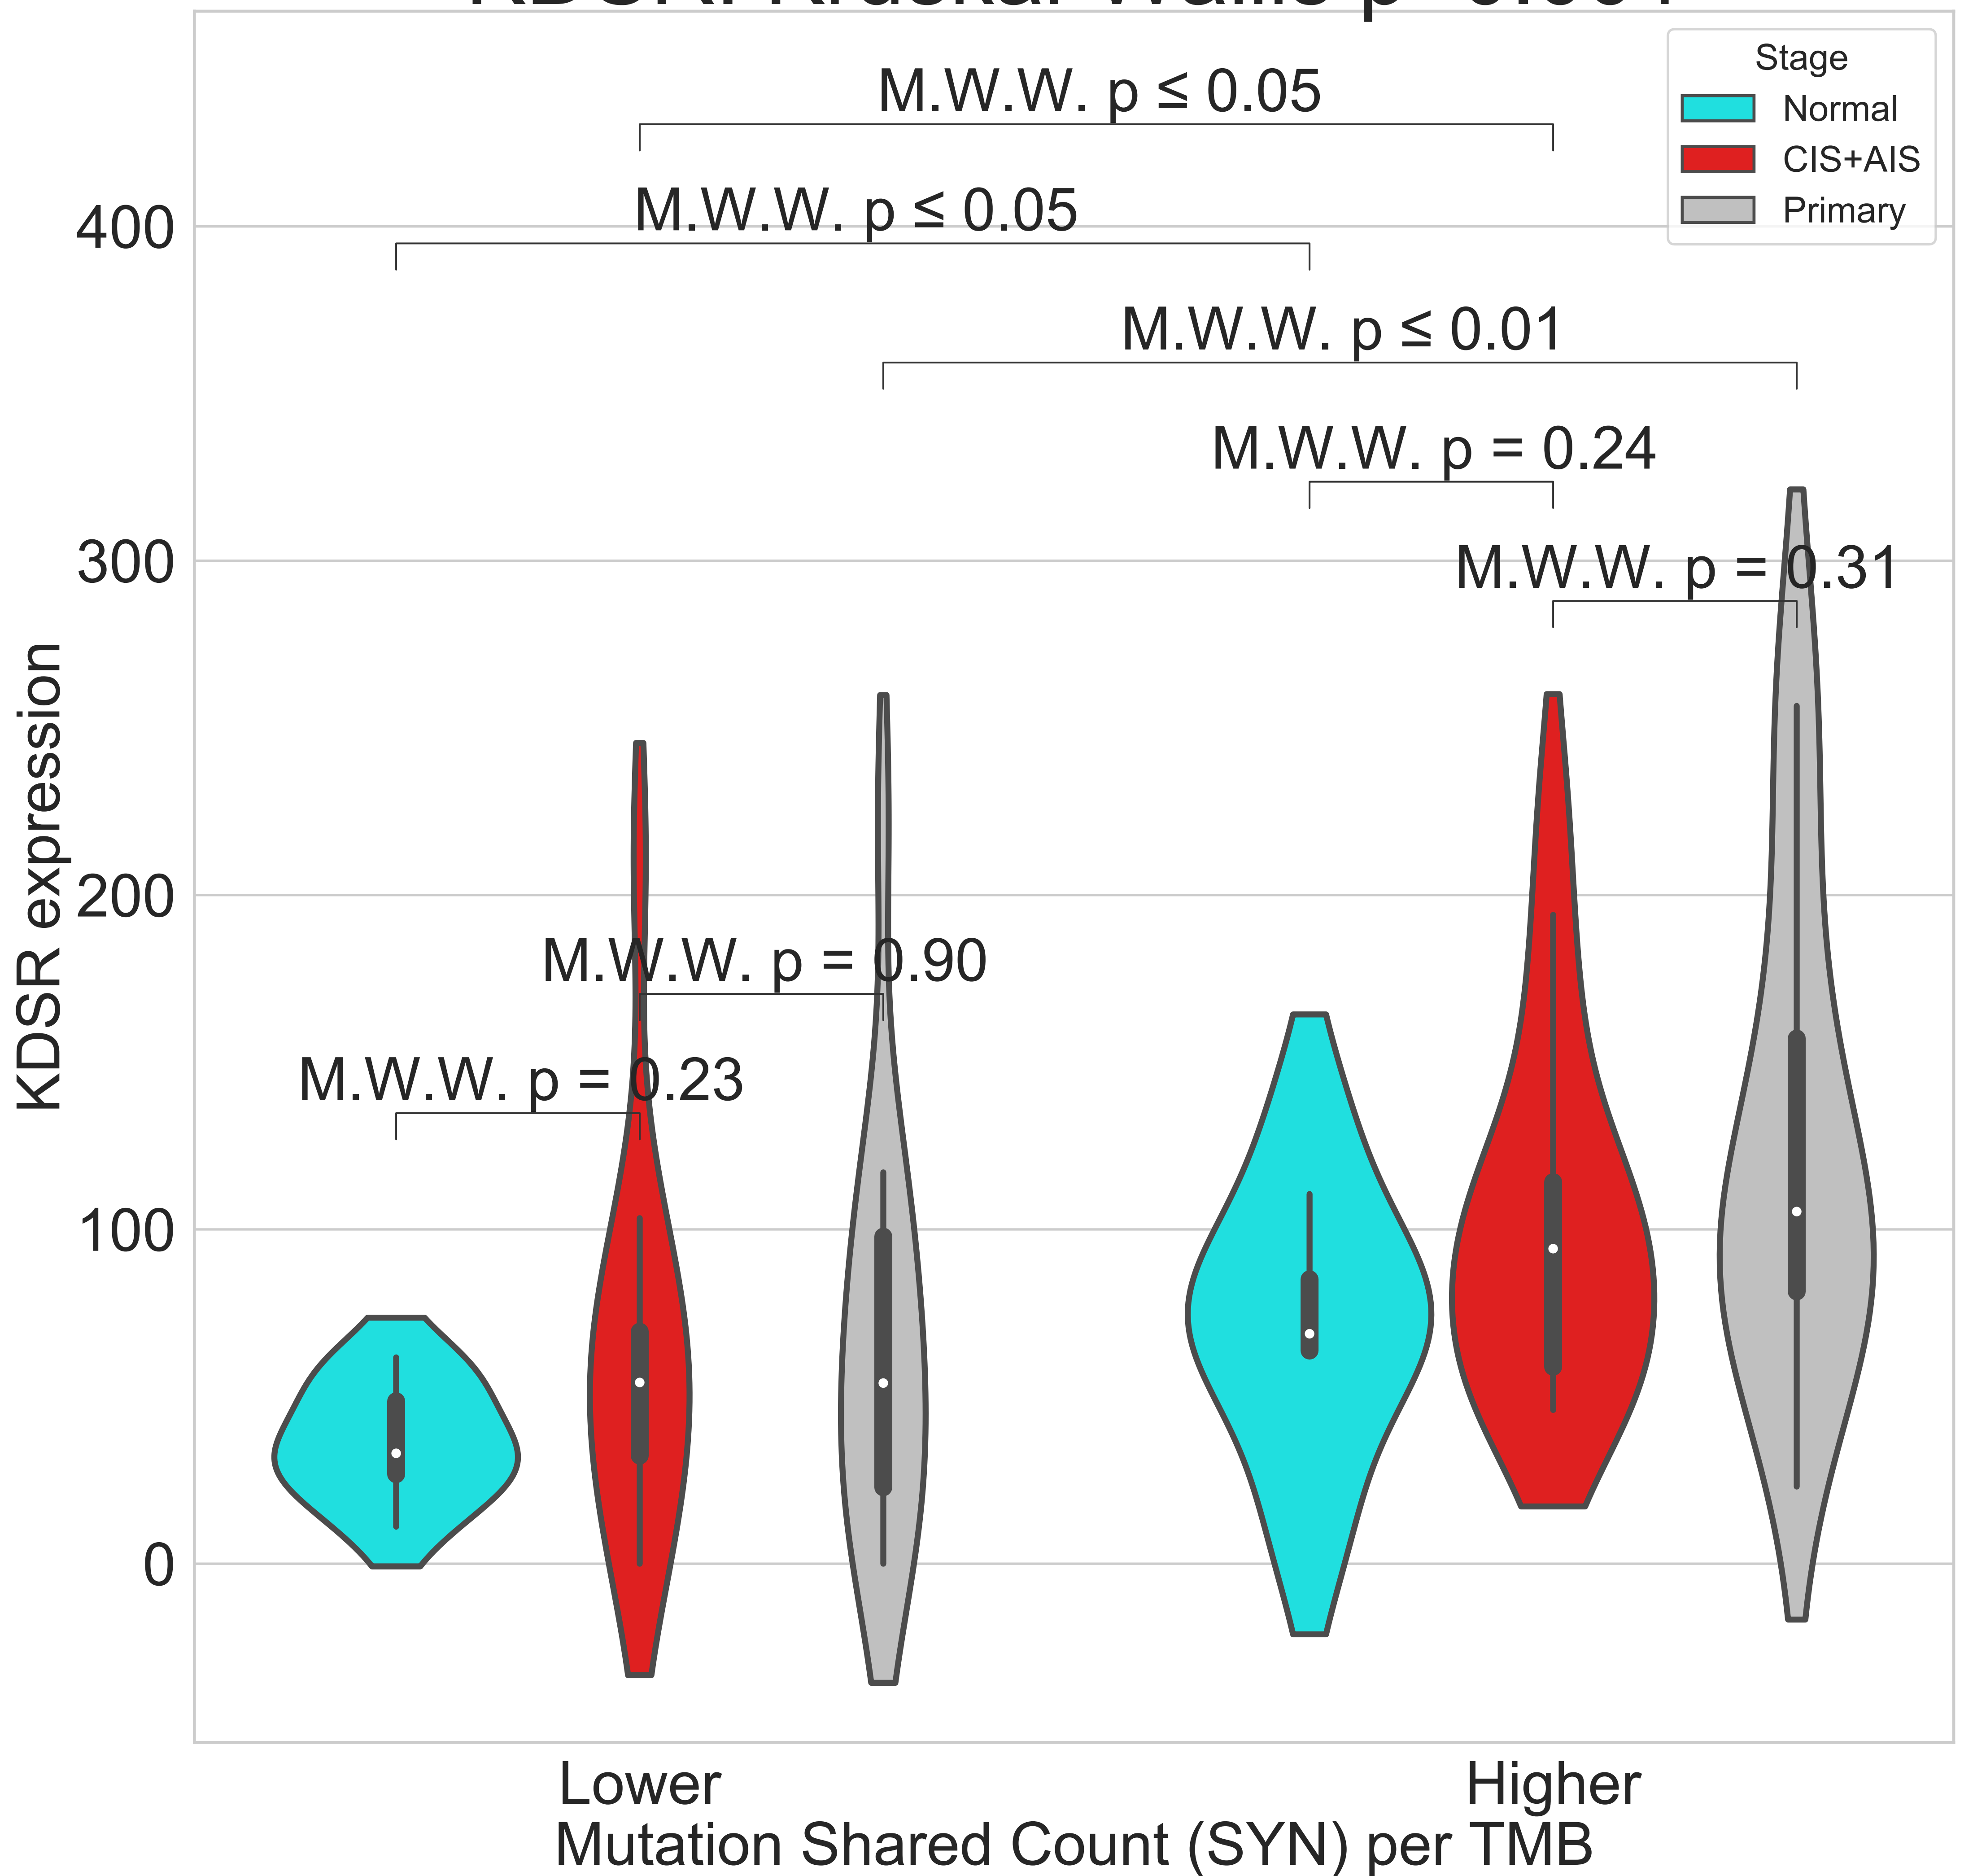 Stage
Normal
CIS+AIS
Primary
M.W.W. p ≤ 0.05
M.W.W. p ≤ 0.05
M.W.W. p ≤ 0.01
M.W.W. p = 0.24
M.W.W. p = 0.31
M.W.W. p = 0.90
M.W.W. p = 0.23
KDSR expression
400
300
200
100
0
Lower
Higher
Mutation Shared Count (SYN) per TMB